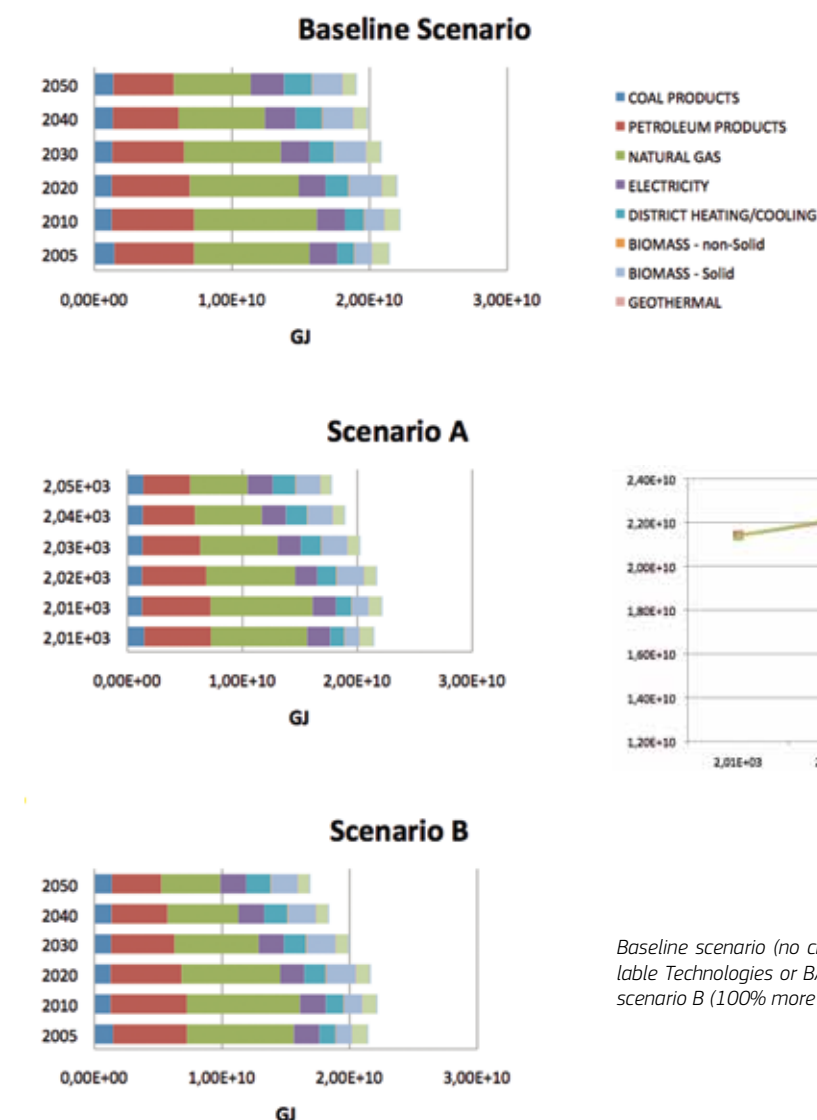 Baseline Scenario
2050
2040
2030
2020
2010
2005
0,00E+00 1,00E+10 2,00E+10 3,00E+10
GJ
COAL PRODUCTS
PETROLEUM PRODUCTS
NATURAL GAS
ELECTRICITY
DISTRICT HEATING/COOLING
BIOMASS - non-Solid
BIOMASS - Solid
GEOTHERMAL
Scenario A
2,05E+03
2,04E+03
2,03E+03
2,02E+03
2,01E+03
2,01E+03
0,00E+00 1,00E+10 2,00E+10 3,00E+10
GJ
2,40E+10
2,20E+10
2,00E+10
1,80E+10
1,60E+10
1,40E+10
1,20E+10
2,01E+03
Scenario B
2050
2040
2030
2020
2010
2005
0,00E+00 1,00E+10 2,00E+10 3,00E+10
GJ
Baseline scenario (no
lable Technologies or
scenario B (100% more